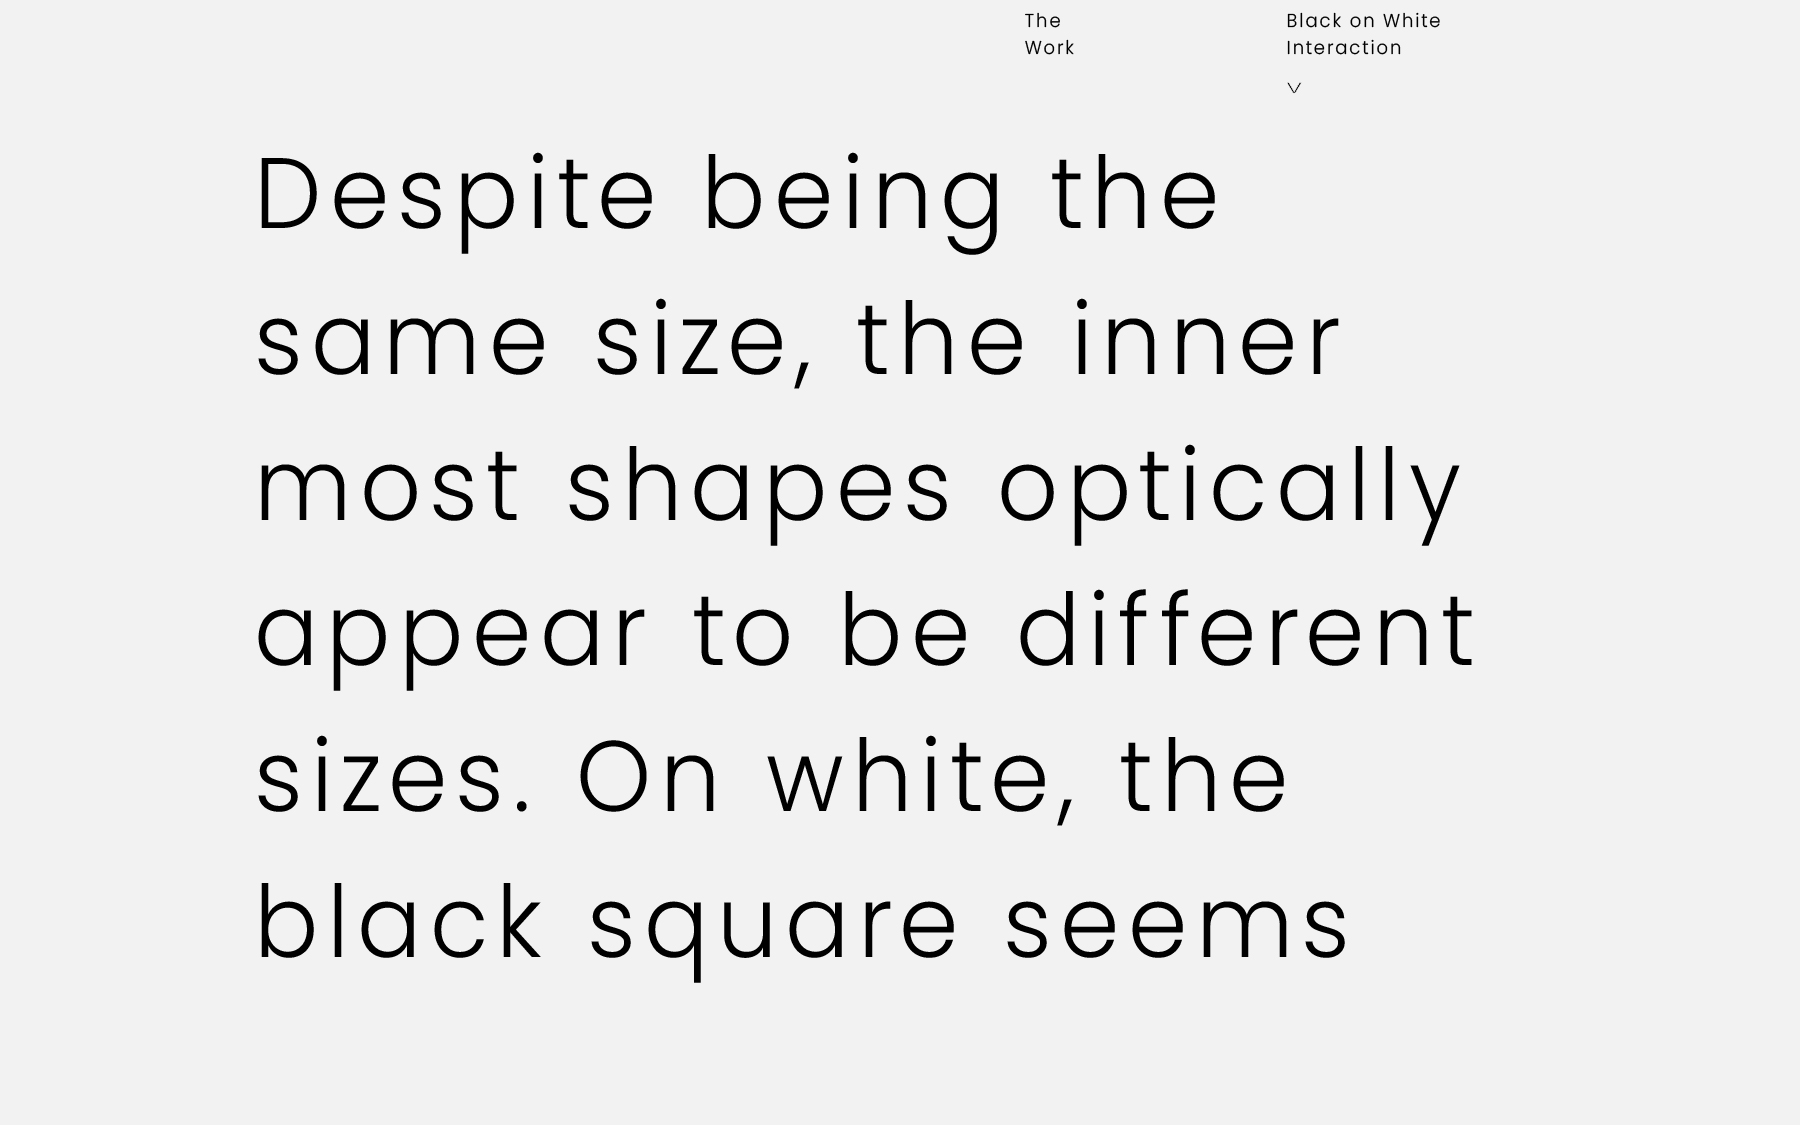 The
Work
Black on White
Interaction
Despite being the
same size, the inner
most shapes optically
appear to be different
sizes. On white, the
black square seems